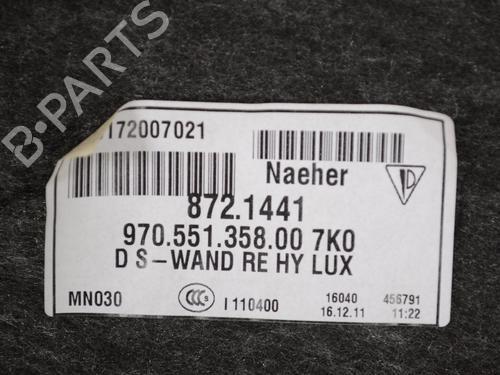 B-PARTS
172007021
Naeher
D
872.1441
970.551.358.00 7K0
D S-WAND RE HY LUX
MN030
CCC S
I 110400
16040
16.12.11
456791
11:22